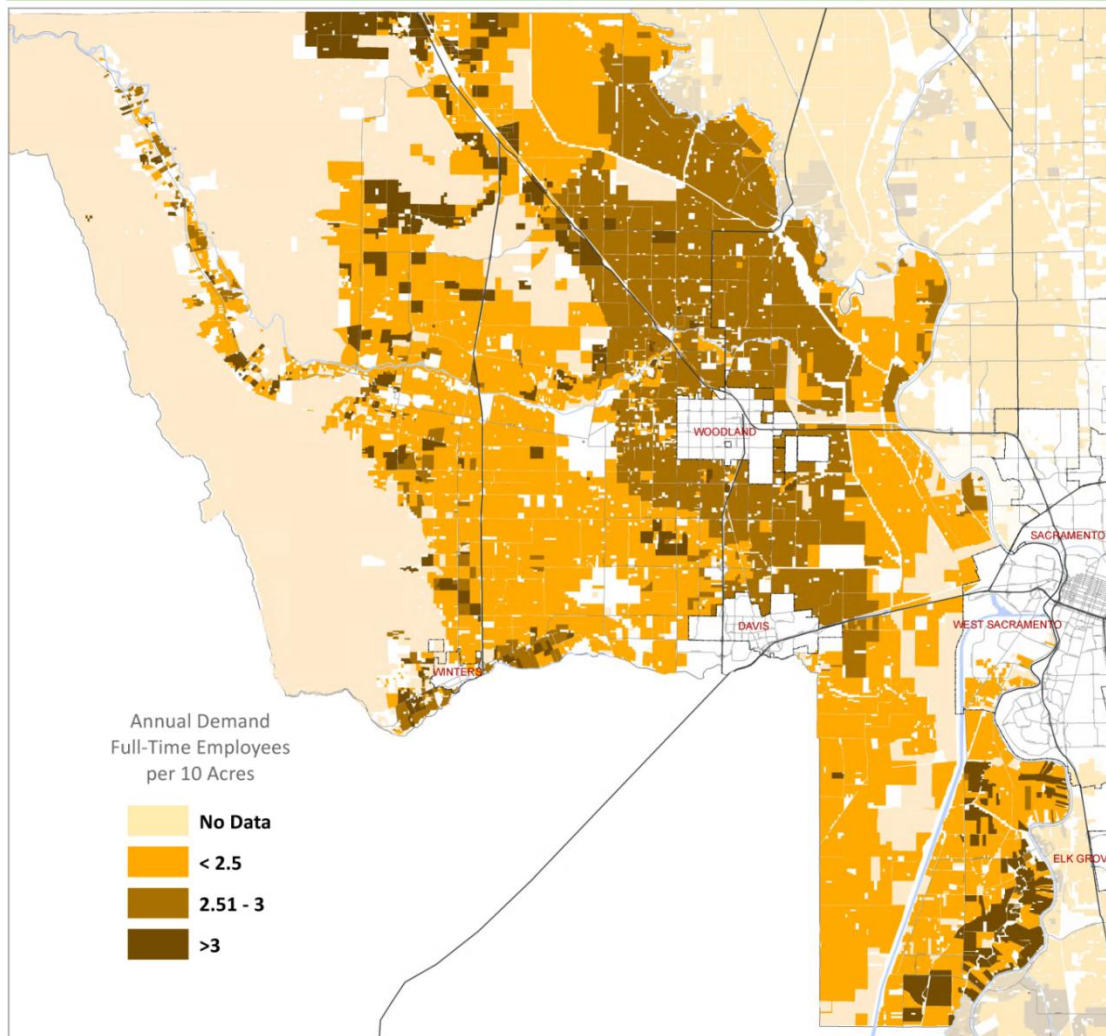 WOODLAND
SACRAMENTO
DAVIS
WEST SACRAMENTO
WINTERS
Annual Demand
Full-Time Employees
per 10 Acres
No Data
< 2.5
2.51 - 3
>3
ELK GROV